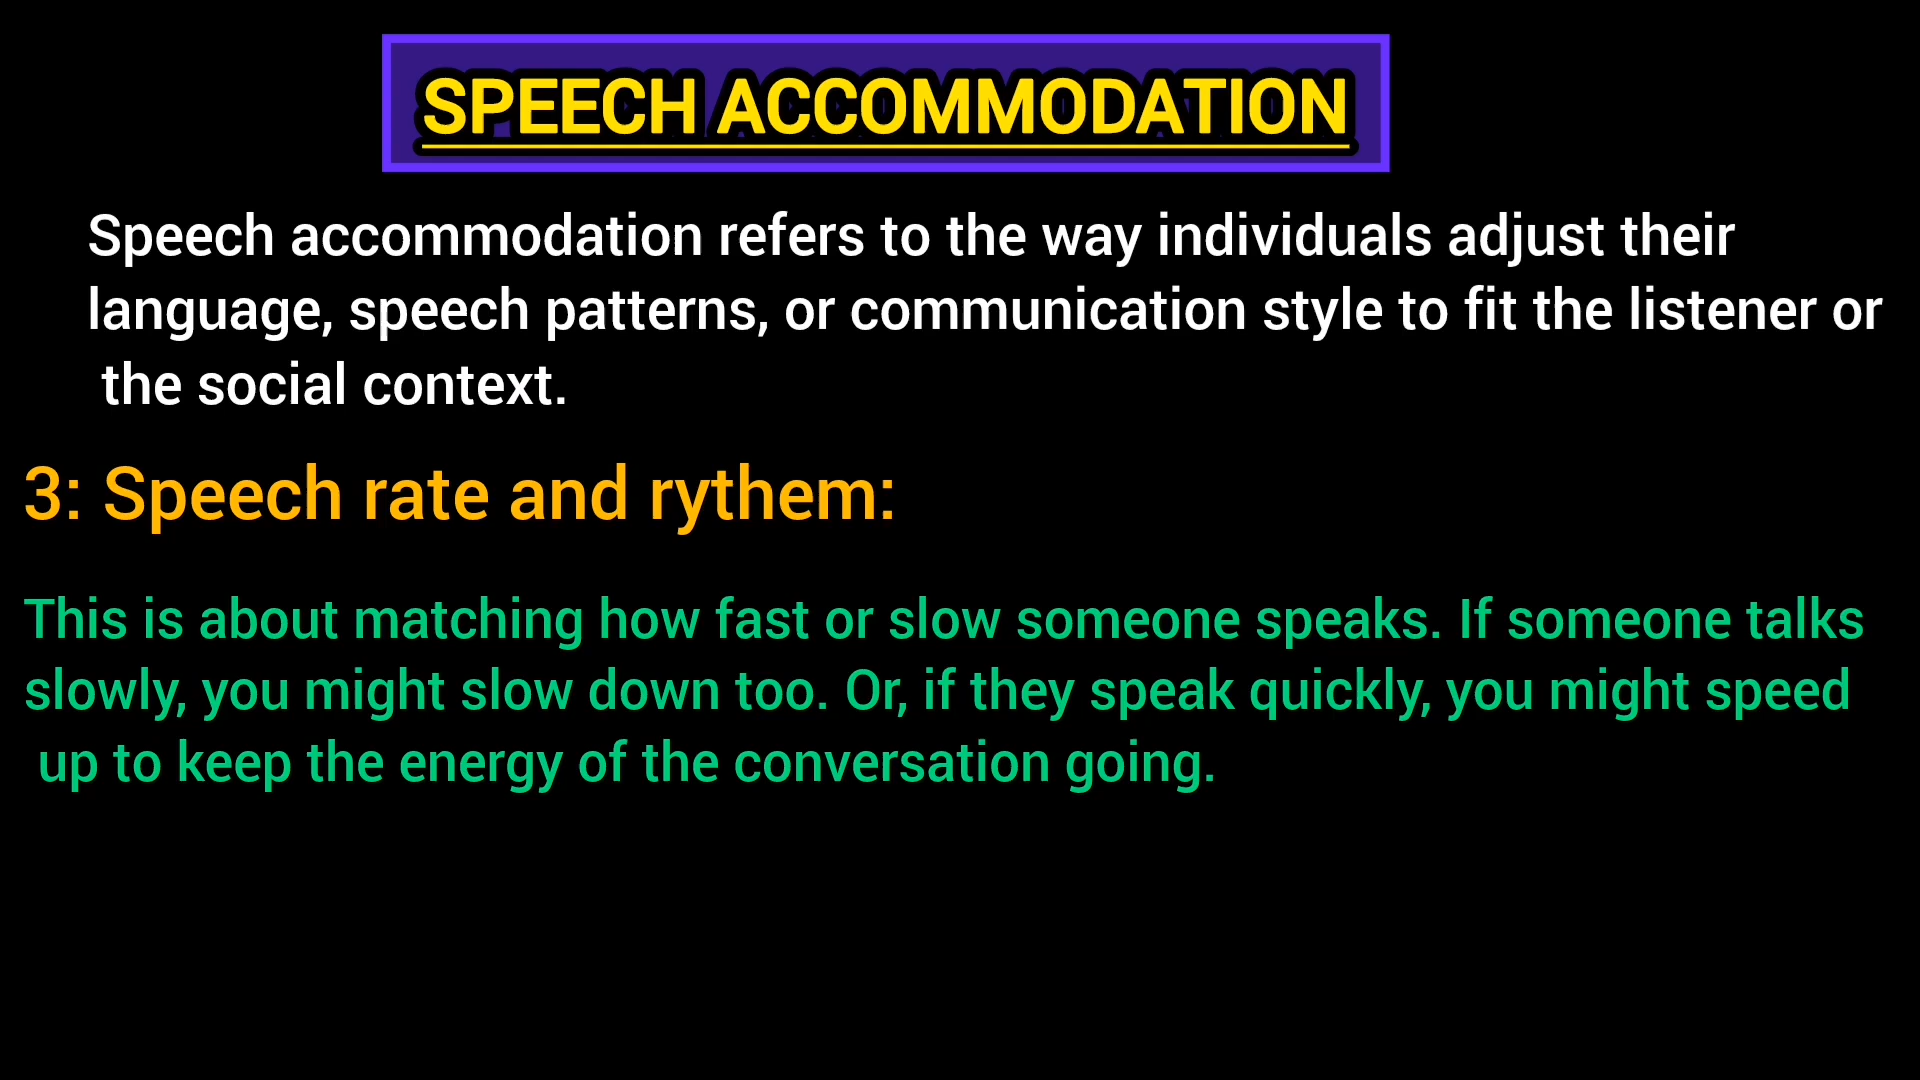 SPEECH ACCOMMODATION
Speech accommodation refers to the way individuals adjust their
language, speech patterns, or communication style to fit the listener or
the social context.
3: Speech rate and rythem:
This is about matching how fast or slow someone speaks. If someone talks
slowly, you might slow down too. Or, if they speak quickly, you might speed
up to keep the energy of the conversation going.